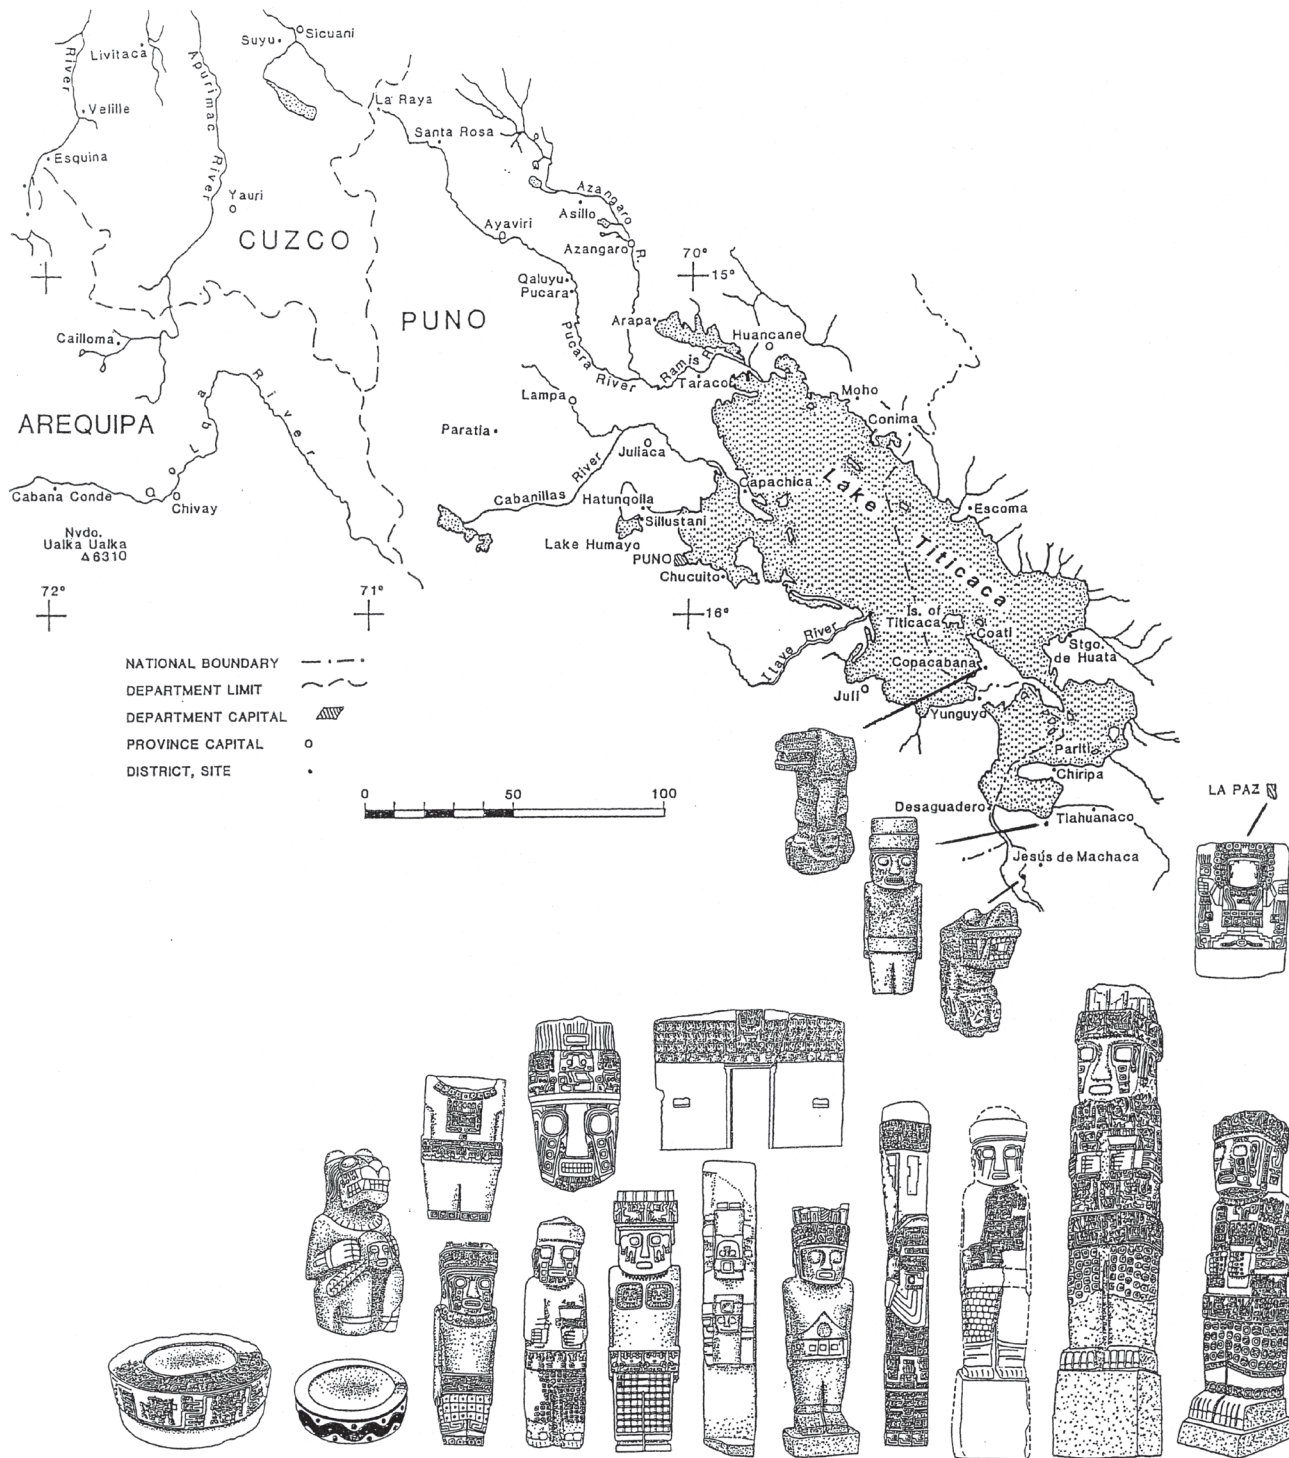 Sicuani
Suyu
Livitaca
River
Apurimac River
La Raya
Velille
Santa Rosa
Esquina
Azangaro R.
Yauri
Asillo
Ayaviri
CUZCO
Azangaro
70°
15°
Qaluyu
Pucara
PUNO
Arapa
Huancane
Cailloma
Pucara River
Ramis R.
Taraco
Moho
Lampa
Conima
AREQUIPA
Colba River
Paratia
Juliaca
Lake Titicaca
Capachica
Cabana Conde
Chivay
Cabanillas River
Hatunqolla
Sillustani
Escoma
Nvdo.
Ualka Ualka
6310
Lake Humayo
PUNO
Chucuito
72°
71°
16°
Is. of
Titicaca
Coati
Ilave River
Stgo.
de Huata
Copacabana
NATIONAL BOUNDARY
DEPARTMENT LIMIT
Juli
DEPARTMENT CAPITAL
Yunguyo
PROVINCE CAPITAL
Pariti
DISTRICT, SITE
Chiripa
0 50 100
LA PAZ
Desaguadero
Tiahuanaco
Jesús de Machaca